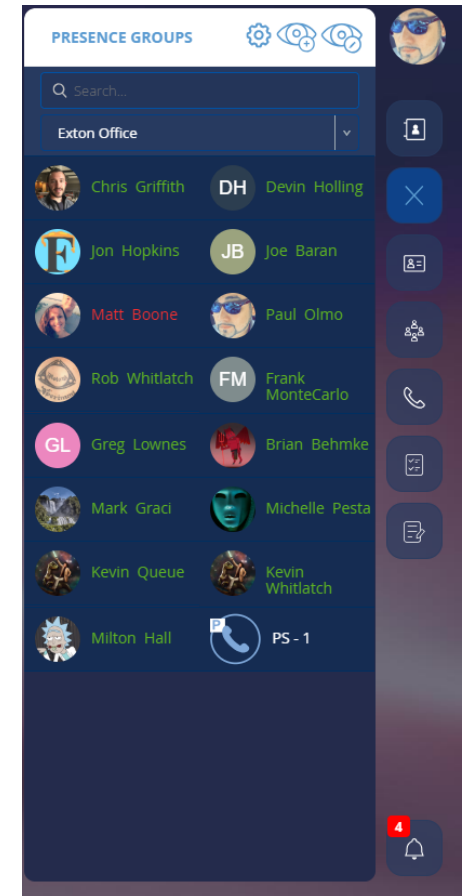 PRESENCE GROUPS
Search...
Exton Office
Chris Griffith
DH
Devin Holling
F
Jon Hopkins
JB
Joe Baran
Matt Boone
Paul Olmo
Rob Whitlatch
FM
Frank
MonteCarlo
GL
Greg Lownes
Brian Behmke
Mark Graci
Michelle Pesta
Kevin Queue
Kevin
Whitlatch
Milton Hall
P
PS - 1
4